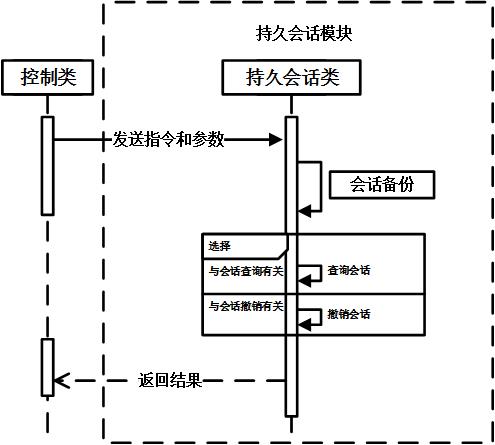 持久会话模块
控制类
持久会话类
发送指令和参数
会话备份
选择
与会话查询有关
查询会话
与会话撤销有关
撤销会话
返回结果